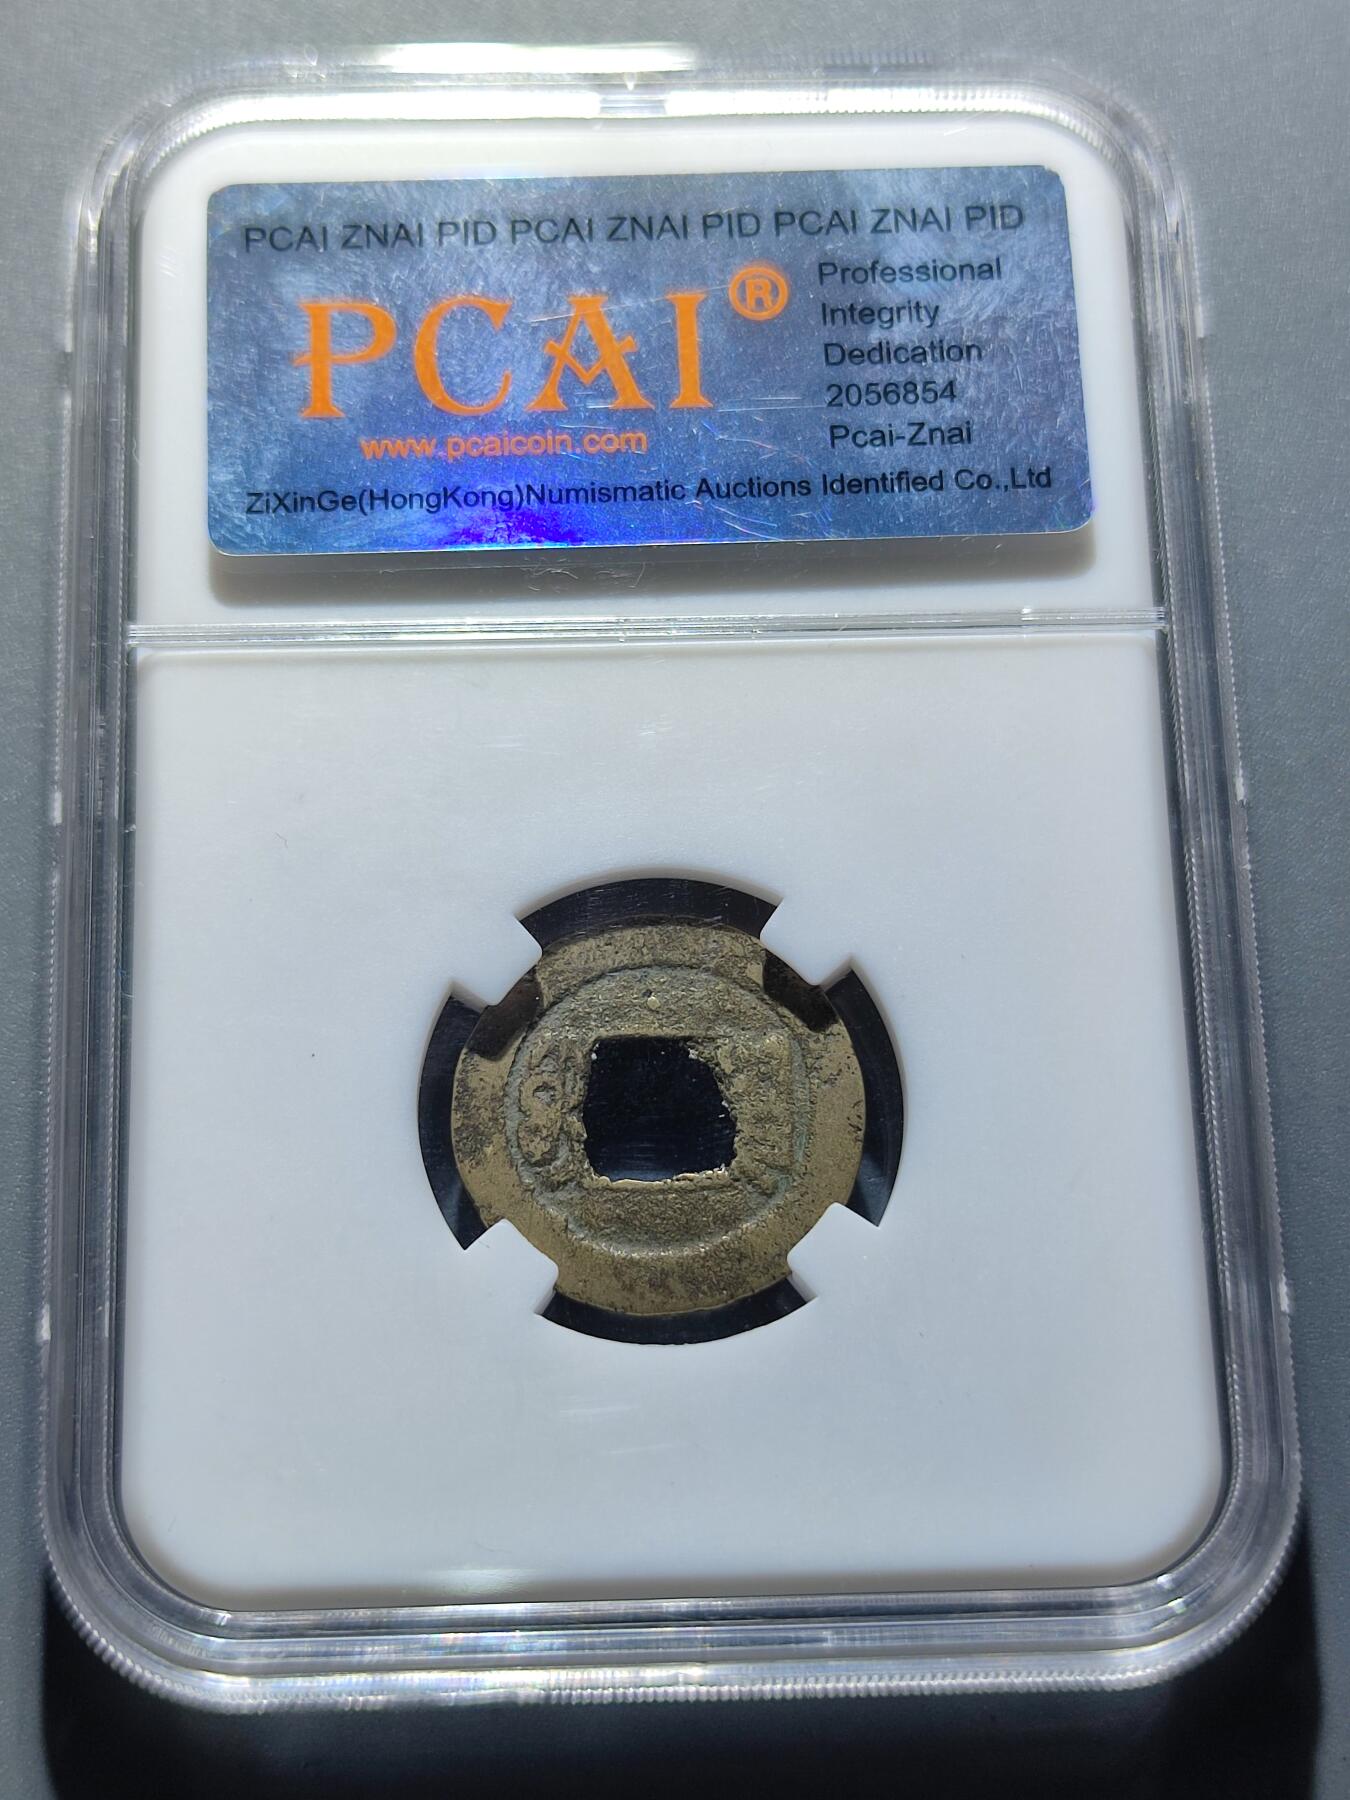 PCAI ZNAI PID PCAI ZNAI PID PCAI ZNAI PID
PCAI®
www.pcaicoin.com
Professional
Integrity
Dedication
2056854
Pcai-Znai
ZiXinGe(HongKong)Numismatic Auctions Identified Co.,Ltd